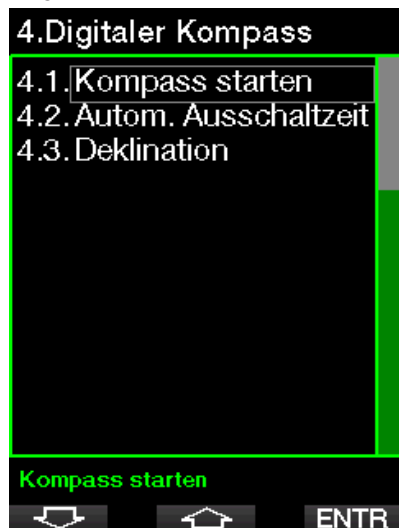 4.Digitaler Kompass
4.1. Kompass starten
4.2. Autom. Ausschaltzeit
4.3. Deklination
Kompass starten
ENTR